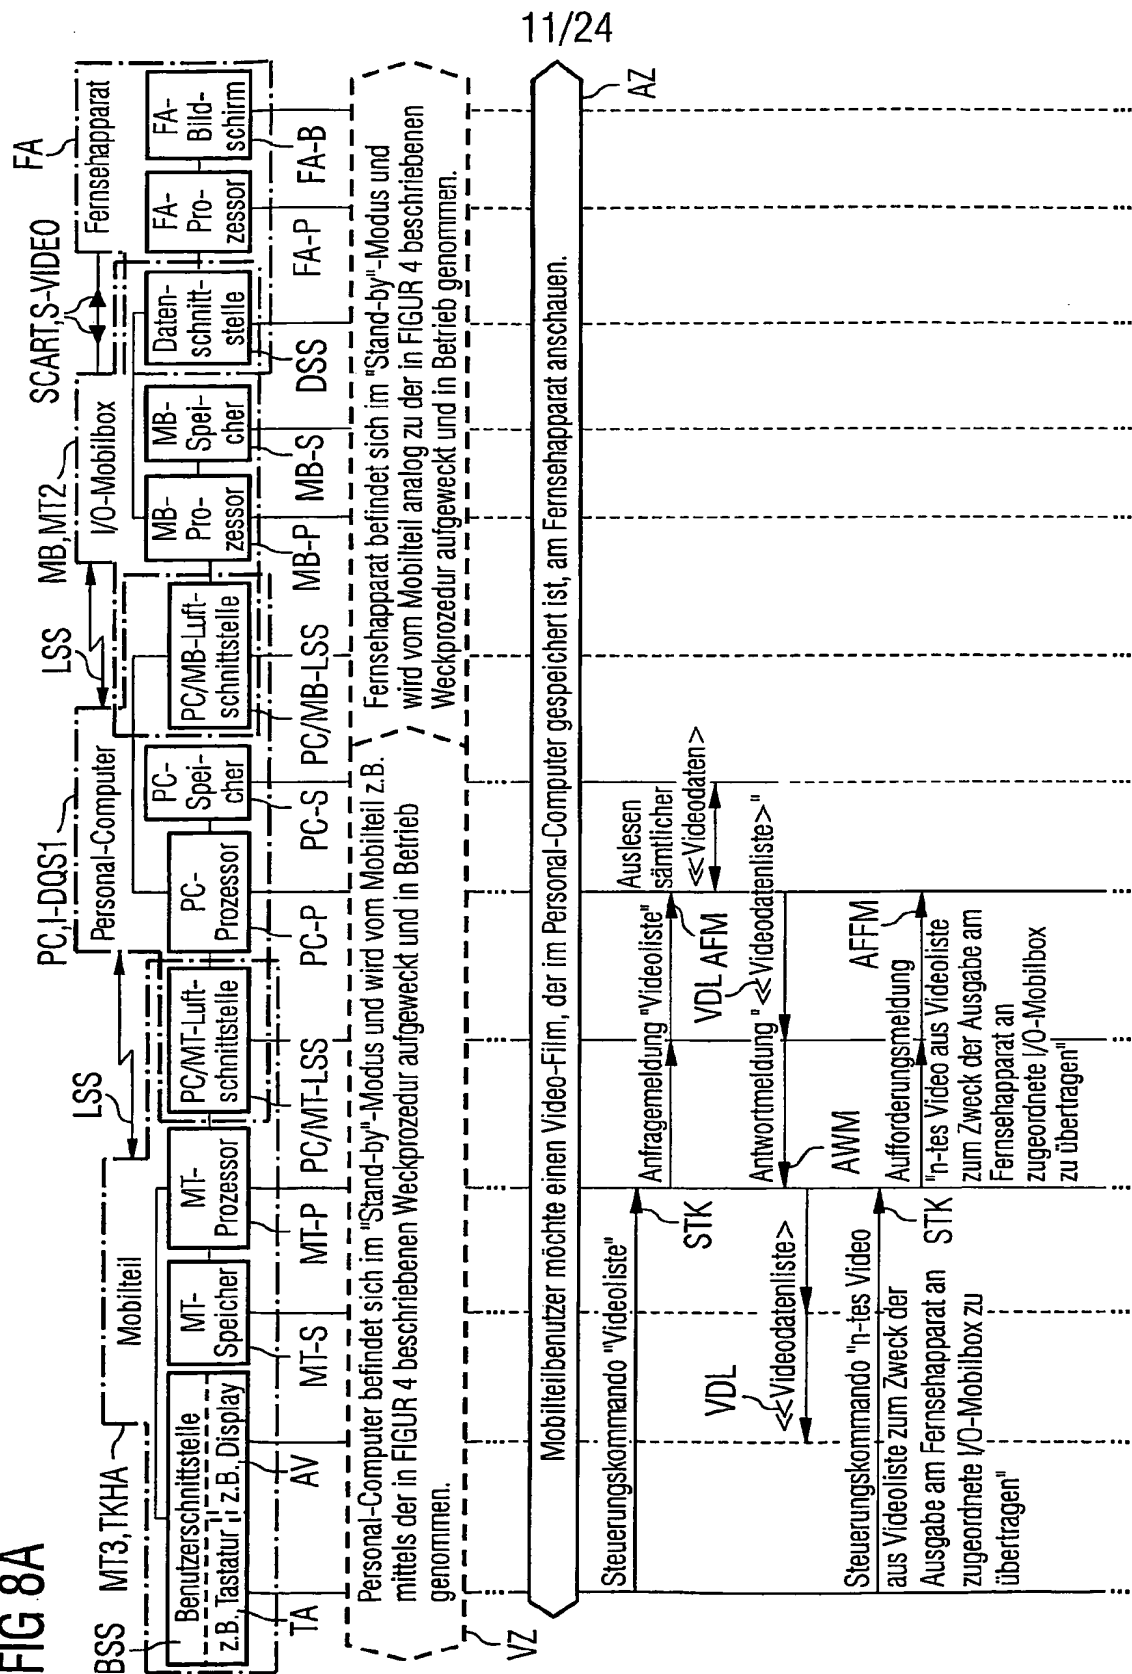 11/24
FIG 8A
BSS
MT3,TKHA
LSS
PC,I-DQS1
LSS
MB,MT2
SCART,S-VIDEO
FA
Mobilteil
Personal-Computer
I/O-Mobilbox
Fernsehapparat
Benutzerschnittstelle
z.B. Tastatur
z.B. Display
MT-
Speicher
MT-
Prozessor
PC/MT-Luft-
schnittstelle
PC-
Prozessor
PC-
Spei-
cher
PC/MB-Luft-
schnittstelle
MB-
Pro-
zessor
MB-
Spei-
cher
Daten-
schnitt-
stelle
FA-
Pro-
zessor
FA-
Bild-
schirm
TA
AV
MT-S
MT-P
PC/MT-LSS
PC-P
PC-S
PC/MB-LSS
MB-P
MB-S
DSS
FA-P
FA-B
Personal-Computer befindet sich im "Stand-by"-Modus und wird vom Mobilteil z.B.
mittels der in FIGUR 4 beschriebenen Weckprozedur aufgeweckt und in Betrieb
genommen.
Fernsehapparat befindet sich im "Stand-by"-Modus und
wird vom Mobilteil analog zu der in FIGUR 4 beschriebenen
Weckprozedur aufgeweckt und in Betrieb genommen.
VZ
Mobilteilbenutzer möchte einen Video-Film, der im Personal-Computer gespeichert ist, am Fernsehapparat anschauen.
AZ
Steuerungskommando "Videoliste"
STK
Anfragemeldung "Videoliste"
AFM
Auslesen
sämtlicher
<<Videodaten>
VDL
Antwortmeldung "<<Videodatenliste>"
AWM
VDL
<<Videodatenliste>
Steuerungskommando "n-tes Video
aus Videoliste zum Zweck der
Ausgabe am Fernsehapparat an
zugeordnete I/O-Mobilbox zu
übertragen"
STK
Aufforderungsmeldung
"n-tes Video aus Videoliste
zum Zweck der Ausgabe am
Fernsehapparat an
zugeordnete I/O-Mobilbox
zu übertragen"
AFFM